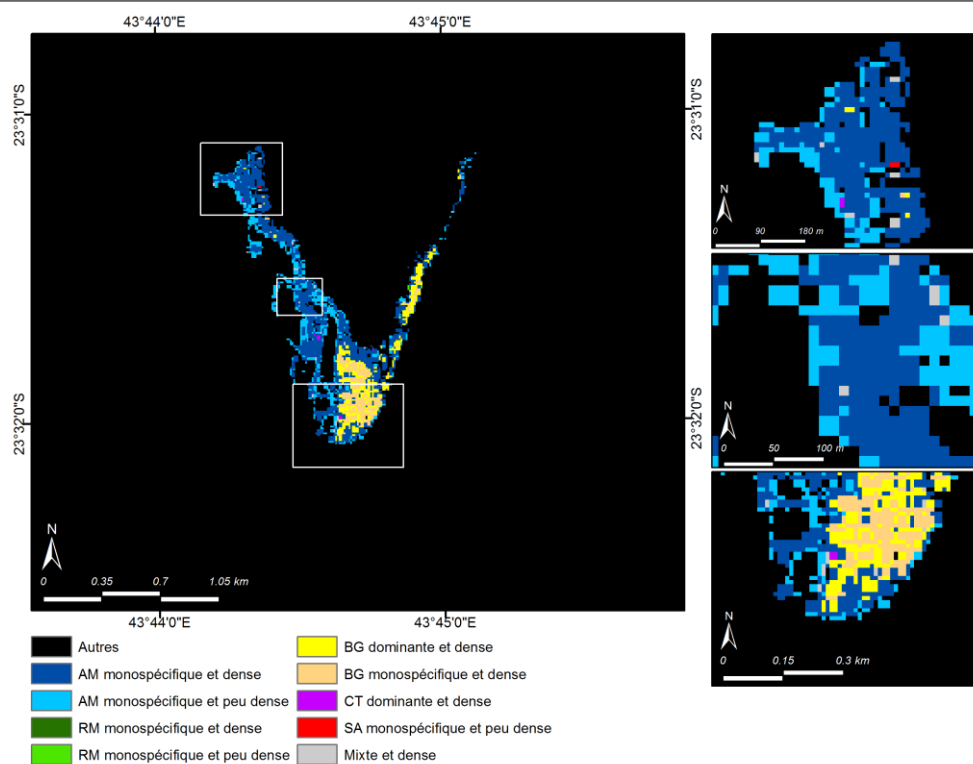 43°44'0"E 43°45'0"E
23°31'0"S 23°31'0"S
N
0 90 180 m
N
0 50 100 m
23°32'0"S 23°32'0"S
N
0 0.35 0.7 1.05 km
N
0 0.15 0.3 km
43°44'0"E 43°45'0"E
Autres
AM monospécifique et dense
AM monospécifique et peu dense
RM monospécifique et dense
RM monospécifique et peu dense
BG dominante et dense
BG monospécifique et dense
CT dominante et dense
SA monospécifique et peu dense
Mixte et dense